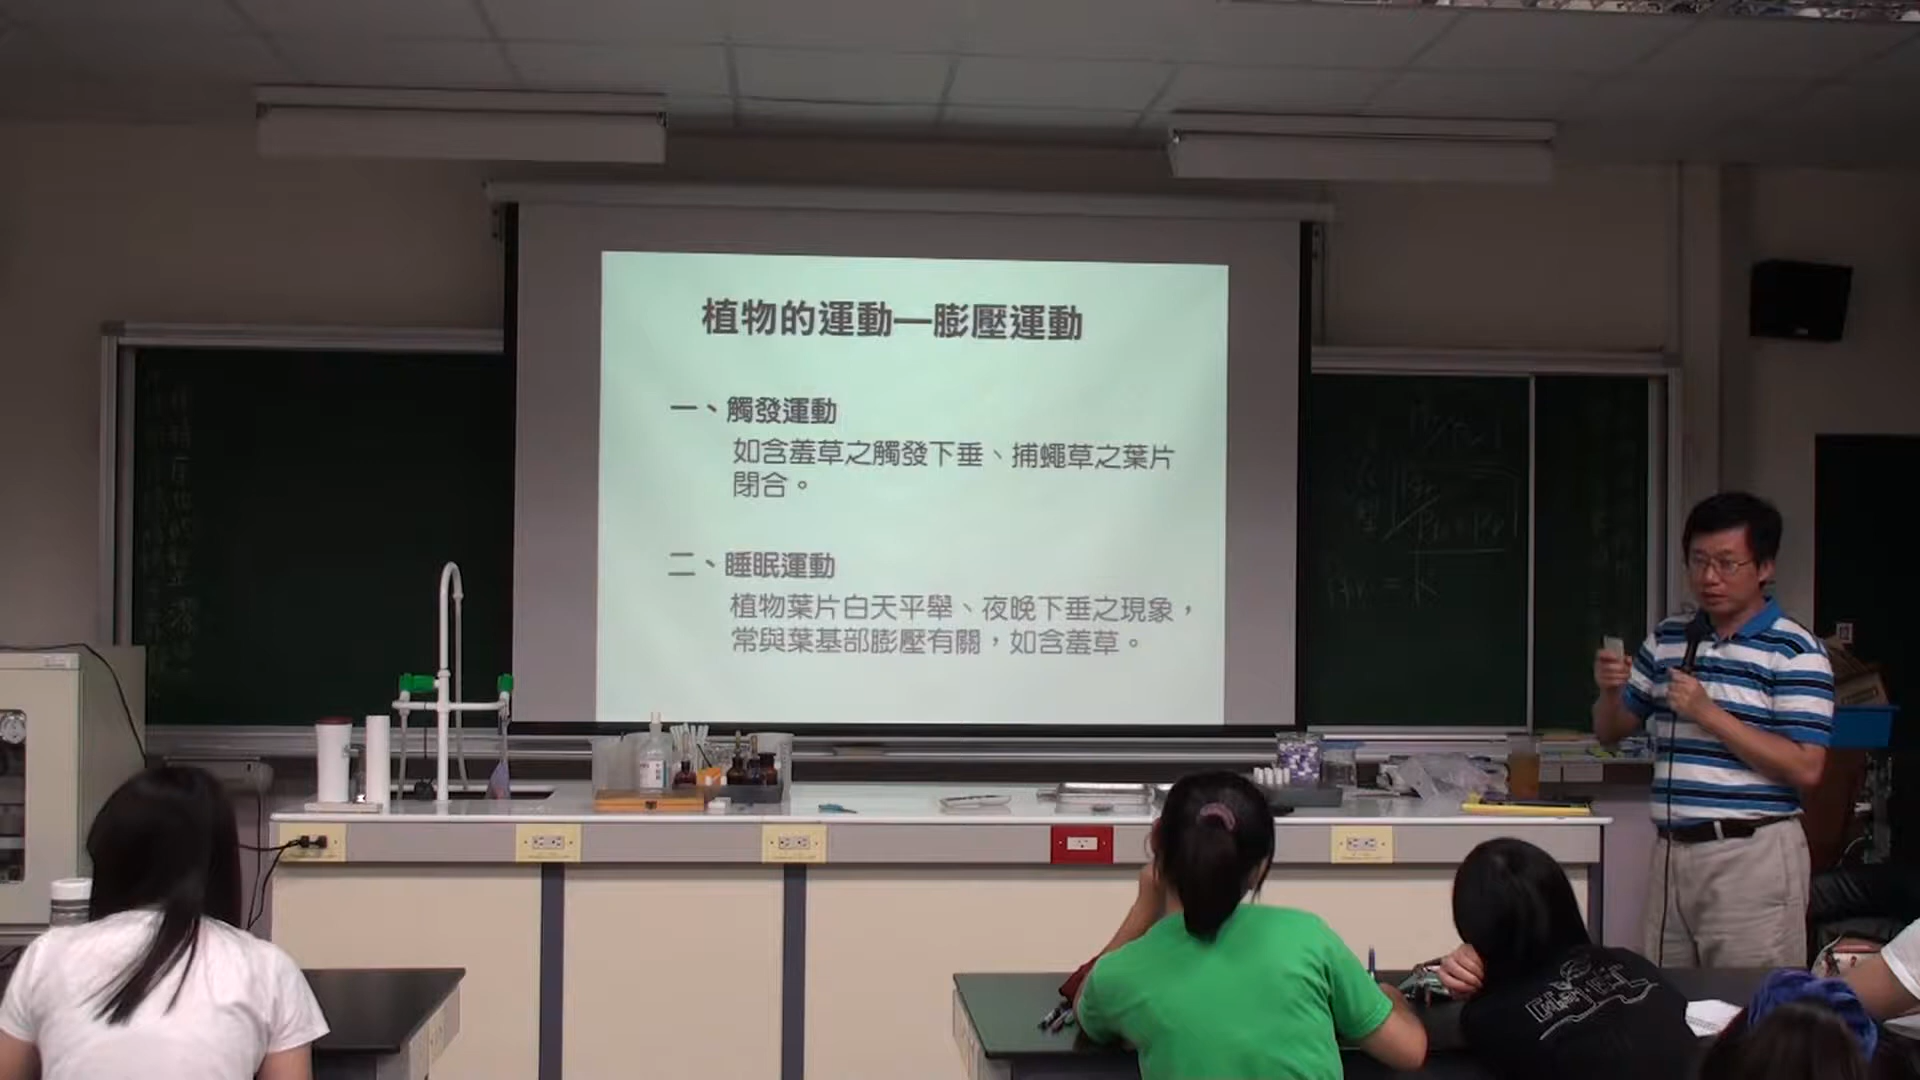 植物的運動—膨壓運動
一、觸發運動
如含羞草之觸發下垂、捕蠅草之葉片
閉合。
二、睡眠運動
植物葉片白天平舉、夜晚下垂之現象，
常與葉基部膨壓有關，如含羞草。